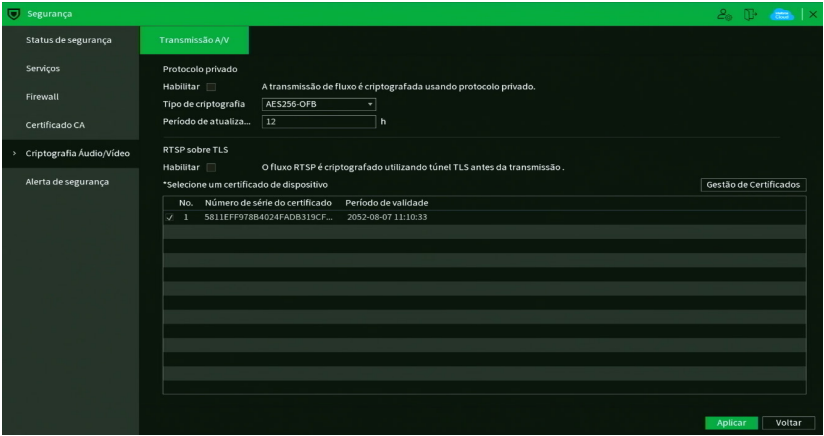 Segurança
Status de segurança
Serviços
Firewall
Certificado CA
Criptografia Áudio/Vídeo
Alerta de segurança
Transmissão A/V
Protocolo privado
Habilitar A transmissão de fluxo é criptografada usando protocolo privado.
Tipo de criptografia AES256-OFB
Período de atualiza... 12 h
RTSP sobre TLS
Habilitar O fluxo RTSP é criptografado utilizando túnel TLS antes da transmissão .
*Selecione um certificado de dispositivo Gestão de Certificados
No. Número de série do certificado Período de validade
1 5811EFF978B4024FADB319CF... 2052-08-07 11:10:33
Aplicar Voltar